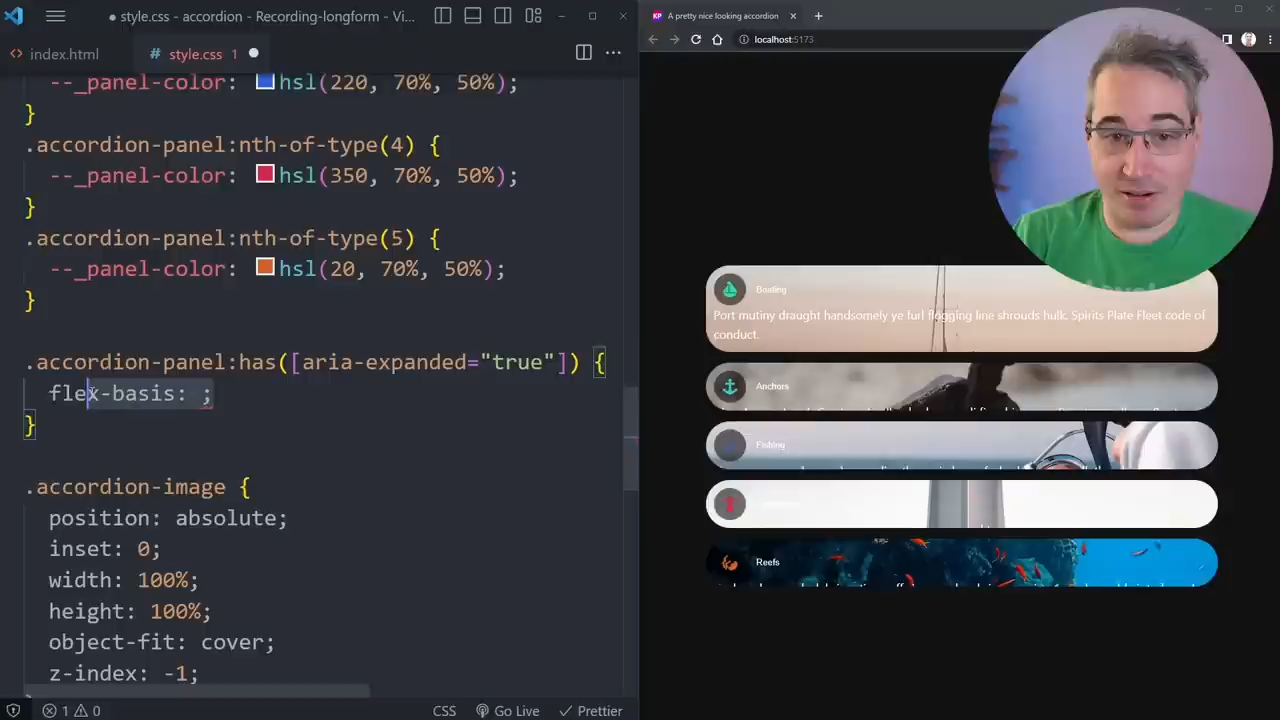 style.css - accordion - Recording-longform - Vi...
index.html
# style.css 1
--_panel-color: hsl(220, 70%, 50%);
}
.accordion-panel:nth-of-type(4) {
--_panel-color: hsl(350, 70%, 50%);
}
.accordion-panel:nth-of-type(5) {
--_panel-color: hsl(20, 70%, 50%);
}
.accordion-panel:has([aria-expanded="true"]) {
flex-basis: ;
}
.accordion-image {
position: absolute;
inset: 0;
width: 100%;
height: 100%;
object-fit: cover;
z-index: -1;
1 0
CSS
Go Live
Prettier
KP
A pretty nice looking accordion
localhost:5173
Boating
Port mutiny draught handsomely ye furl flogging line shrouds hulk. Spirits Plate Fleet code of
conduct.
Anchors
Fishing
Reefs